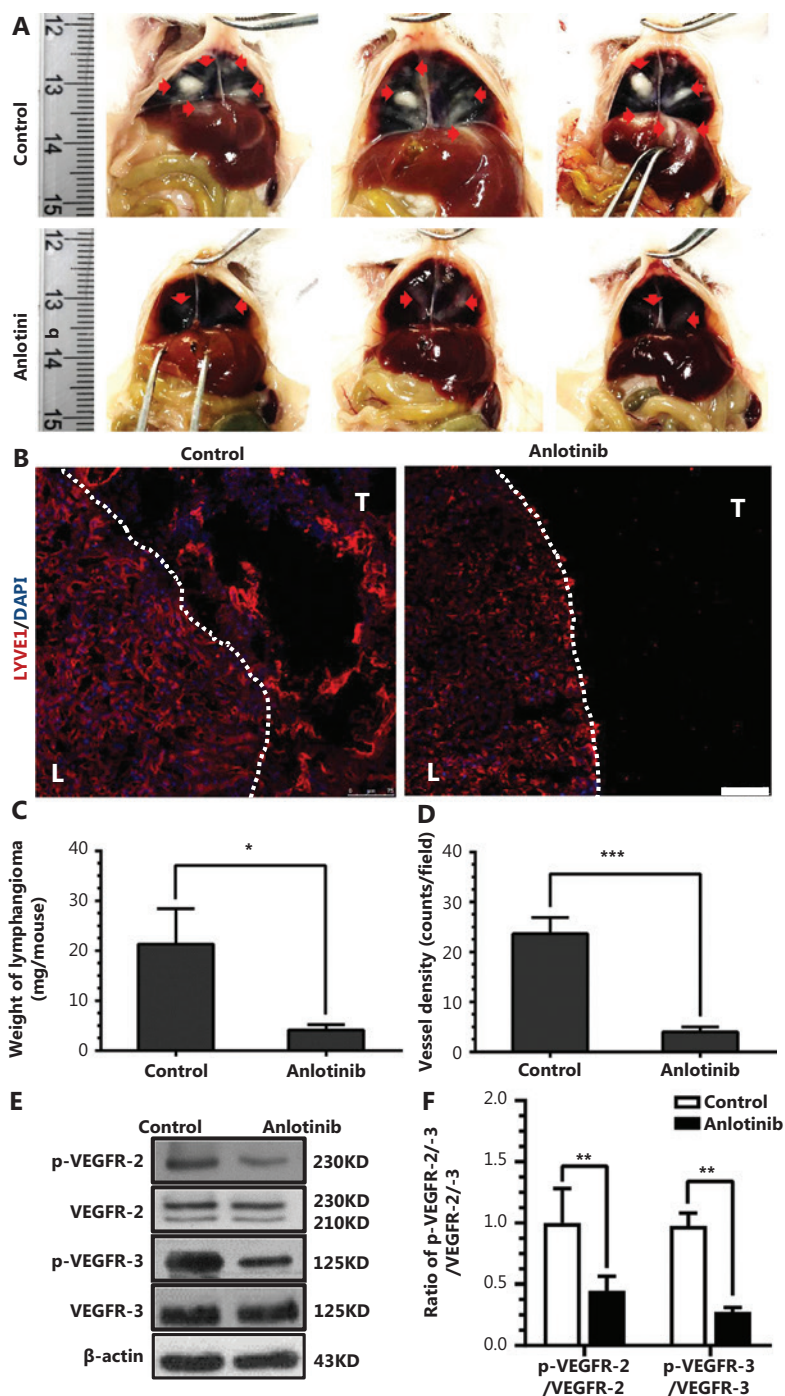 A
12
13
14
15
Control
12
13
9
14
15
Anlotini
B
Control
Anlotinib
LYVE1/DAPI
T
L
T
L
0 μm 75
C
Weight of lymphangioma
(mg/mouse)
40
30
20
10
0
*
Control
Anlotinib
D
Vessel density (counts/field)
40
30
20
10
0
***
Control
Anlotinib
E
Control Anlotinib
p-VEGFR-2 230KD
VEGFR-2 230KD
210KD
p-VEGFR-3 125KD
VEGFR-3 125KD
β-actin 43KD
F
Ratio of p-VEGFR-2/-3
/VEGFR-2/-3
2.0
1.5
1.0
0.5
0.0
Control
Anlotinib
**
**
p-VEGFR-2
/VEGFR-2
p-VEGFR-3
/VEGFR-3